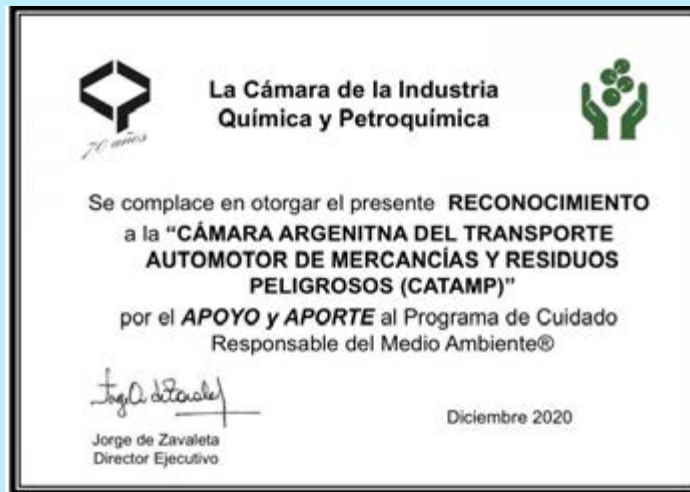 La Cámara de la Industria
Química y Petroquímica
70 años
Se complace en otorgar el presente RECONOCIMIENTO
a la “CÁMARA ARGENITNA DEL TRANSPORTE
AUTOMOTOR DE MERCANCÍAS Y RESIDUOS
PELIGROSOS (CATAMP)”
por el APOYO y APORTE al Programa de Cuidado
Responsable del Medio Ambiente®
Jorge de Zavaleta
Director Ejecutivo
Diciembre 2020